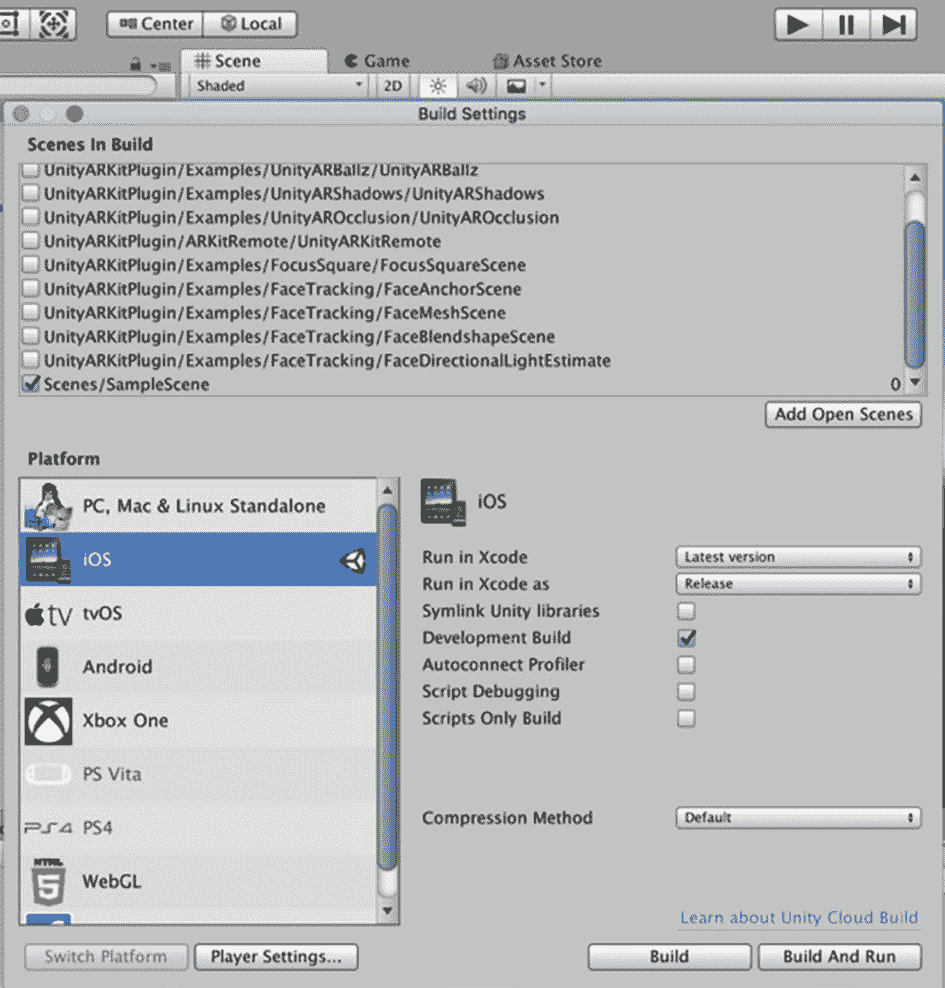 Center Local
Scene Game Asset Store
Shaded 2D
Build Settings
Scenes In Build
UnityARKitPlugin/Examples/UnityARBallz/UnityARBallz
UnityARKitPlugin/Examples/UnityARShadows/UnityARShadows
UnityARKitPlugin/Examples/UnityAROcclusion/UnityAROcclusion
UnityARKitPlugin/ARKitRemote/UnityARKitRemote
UnityARKitPlugin/Examples/FocusSquare/FocusSquareScene
UnityARKitPlugin/Examples/FaceTracking/FaceAnchorScene
UnityARKitPlugin/Examples/FaceTracking/FaceMeshScene
UnityARKitPlugin/Examples/FaceTracking/FaceBlendshapeScene
UnityARKitPlugin/Examples/FaceTracking/FaceDirectionalLightEstimate
Scenes/SampleScene 0
Add Open Scenes
Platform
PC, Mac & Linux Standalone
iOS
tv tvOS
Android
Xbox One
PS Vita
PS4 PS4
HTML 5 WebGL
iOS
Run in Xcode Latest version
Run in Xcode as Release
Symlink Unity libraries
Development Build
Autoconnect Profiler
Script Debugging
Scripts Only Build
Compression Method Default
Learn about Unity Cloud Build
Switch Platform Player Settings... Build Build And Run